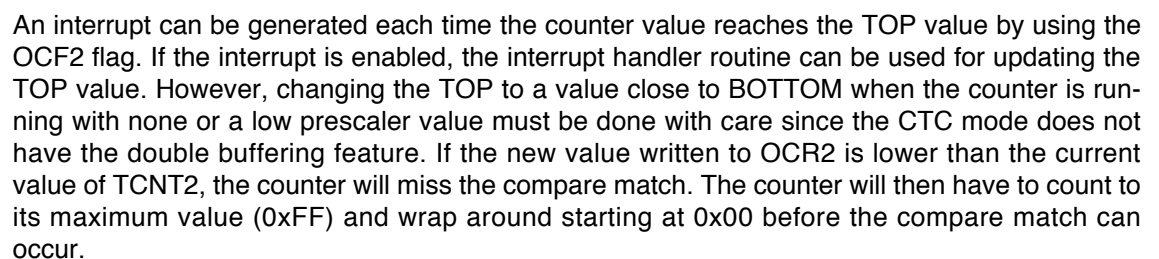 An interrupt can be generated each time the counter value reaches the TOP value by using the
OCF2 flag. If the interrupt is enabled, the interrupt handler routine can be used for updating the
TOP value. However, changing the TOP to a value close to BOTTOM when the counter is run-
ning with none or a low prescaler value must be done with care since the CTC mode does not
have the double buffering feature. If the new value written to OCR2 is lower than the current
value of TCNT2, the counter will miss the compare match. The counter will then have to count to
its maximum value (0xFF) and wrap around starting at 0x00 before the compare match can
occur.